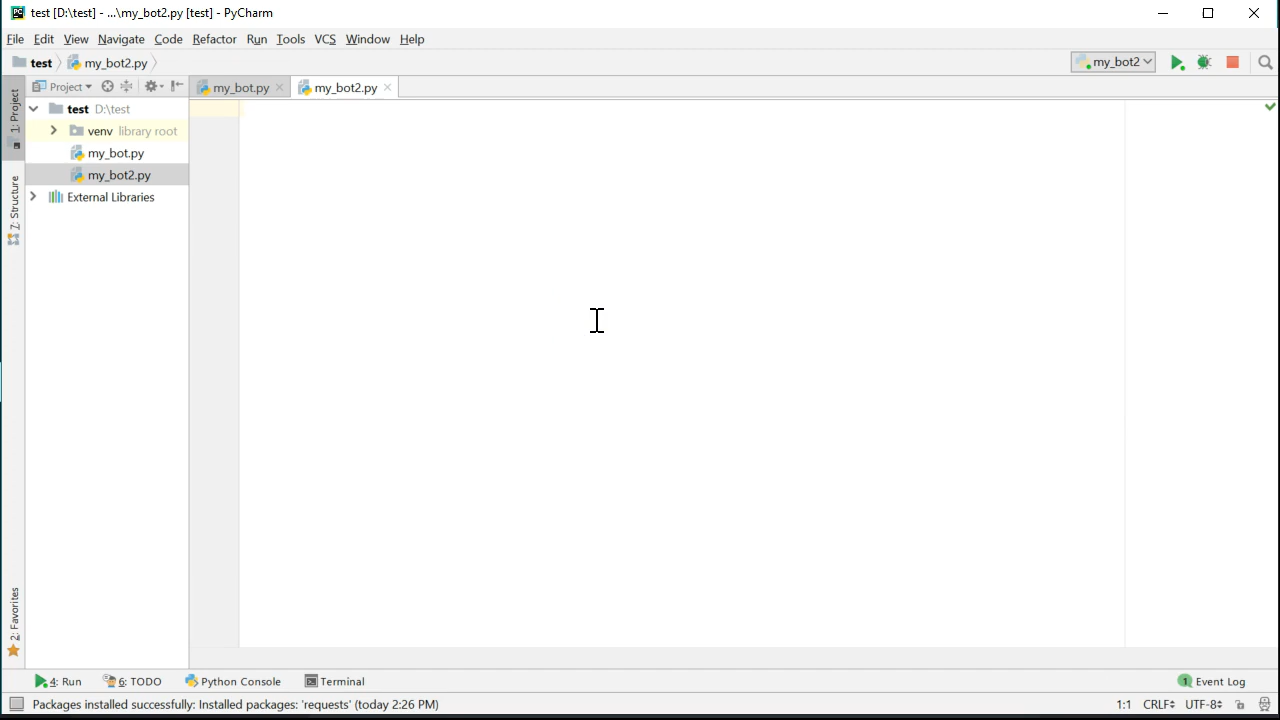 test [D:\test] - ...\my_bot2.py [test] - PyCharm
File Edit View Navigate Code Refactor Run Tools VCS Window Help
test my_bot2.py my_bot2
1: Project
Project
my_bot.py my_bot2.py
test D:\test
venv library root
my_bot.py
my_bot2.py
External Libraries
7: Structure
2: Favorites
4: Run 6: TODO Python Console Terminal 1 Event Log
Packages installed successfully: Installed packages: 'requests' (today 2:26 PM) 1:1 CRLF UTF-8